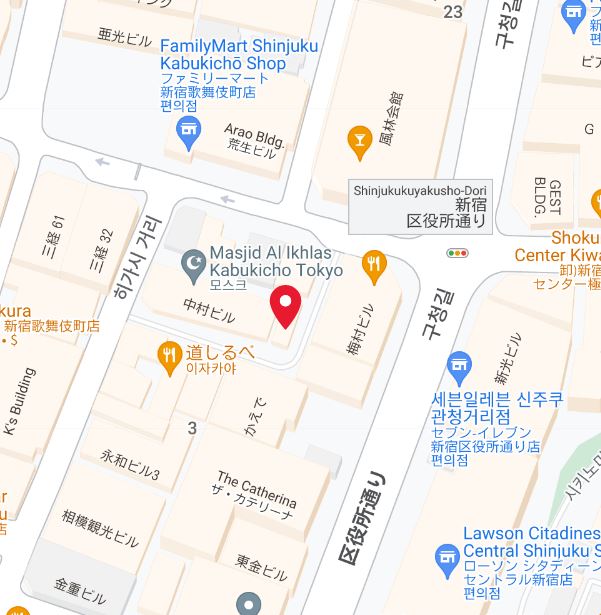 23
구청길
亜光ビル
FamilyMart Shinjuku
Kabukichō Shop
ファミリーマート
新宿歌舞伎町店
편의점
Arao Bldg.
荒生ビル
風林会館
G
GEST
BLDG.
Shinjukukuyakusho-Dori
新宿
区役所通り
三経 61
三経 32
히가시 거리
Masjid Al Ikhlas
Kabukicho Tokyo
모스크
Shoku
Center Kiwa
卸)新宿
センター極
中村ビル
梅村ビル
구청길
新光ビル
kura
新宿歌舞伎町店
• $
道しるべ
이자카야
K's Building
세븐일레븐 신주쿠
관청거리점
セブン-イレブン
新宿区役所通り店
편의점
3
かえで
永和ビル3
The Catherina
ザ・カテリーナ
区役所通り
시키노미
相模観光ビル
東金ビル
金重ビル
Lawson Citadines
Central Shinjuku S
ローソン シタディーン
セントラル新宿店
편의점